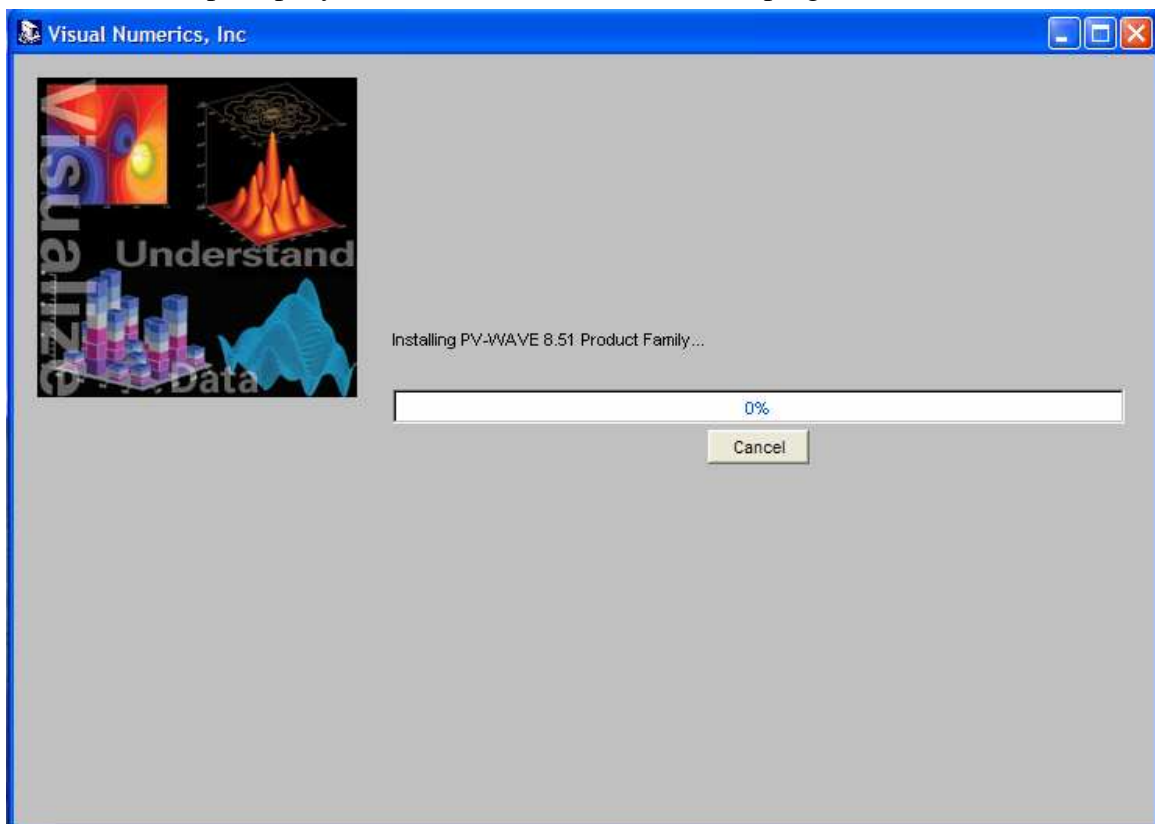 Visual Numerics, Inc
Visualize
Understand
Data
Installing PV-WAVE 8.51 Product Family...
0%
Cancel